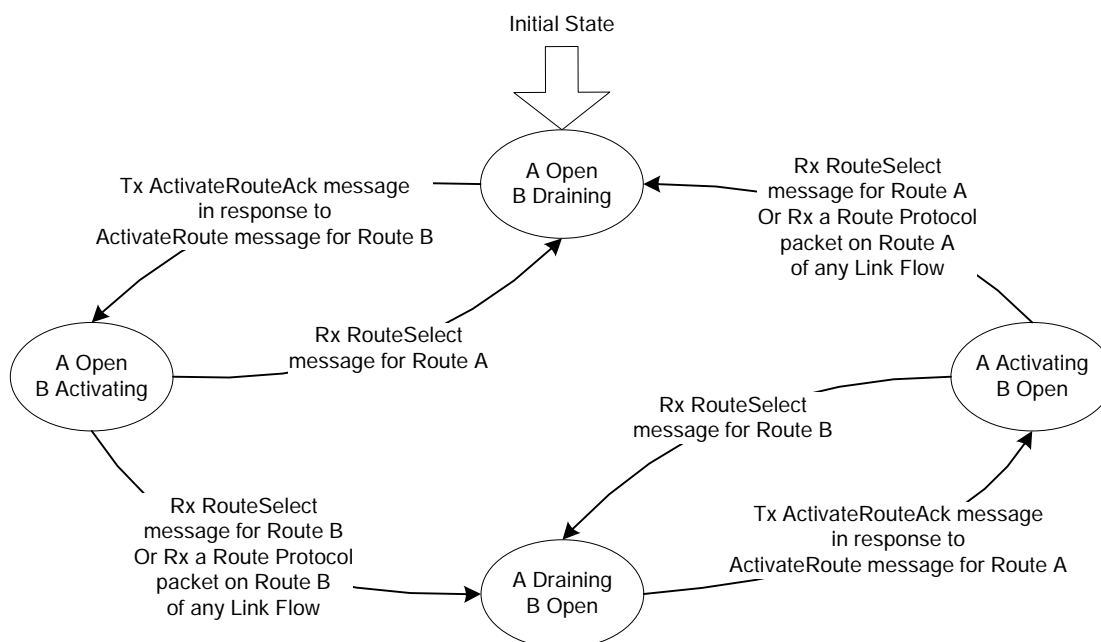 Initial State
A Open
B Draining
Tx ActivateRouteAck message
in response to
ActivateRoute message for Route B
Rx RouteSelect
message for Route A
Or Rx a Route Protocol
packet on Route A
of any Link Flow
Rx RouteSelect
message for Route A
A Open
B Activating
A Activating
B Open
Rx RouteSelect
message for Route B
Rx RouteSelect
message for Route B
Or Rx a Route Protocol
packet on Route B
of any Link Flow
Tx ActivateRouteAck message
in response to
ActivateRoute message for Route A
A Draining
B Open